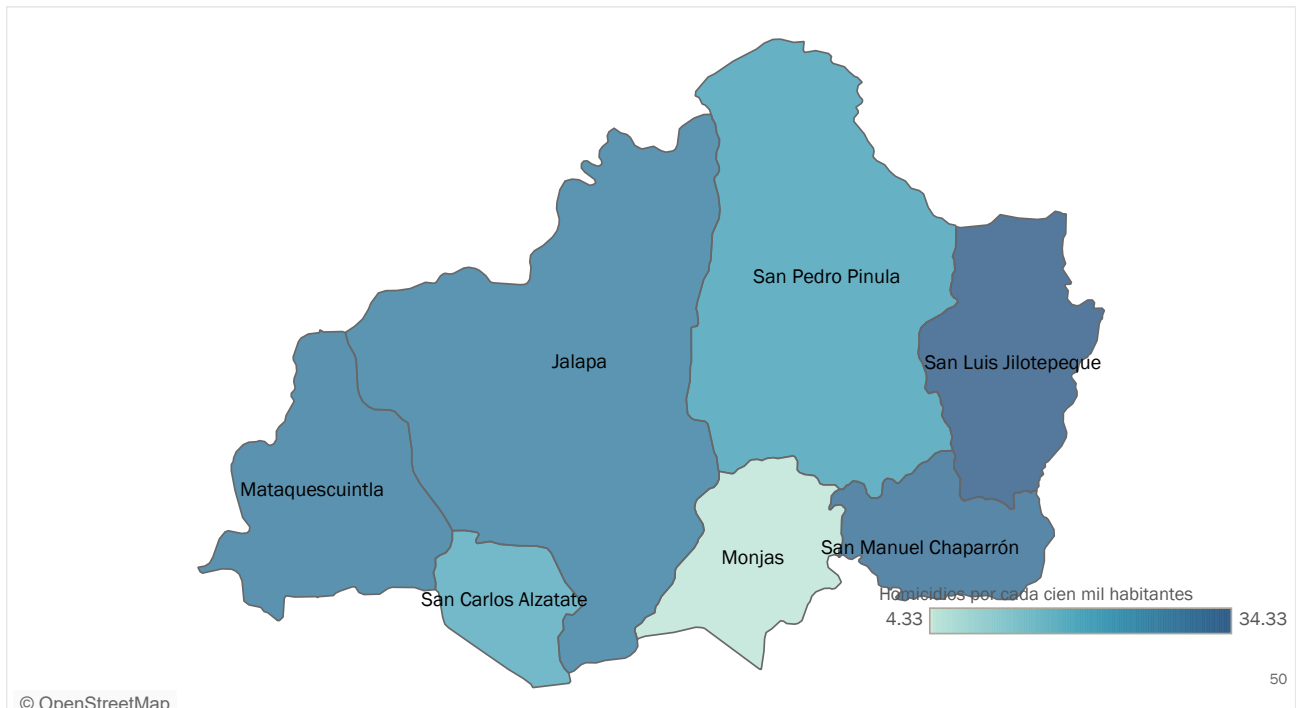 San Pedro Pinula
Jalapa
San Luis Jilotepeque
Mataquescuintla
San Manuel Chaparrón
Monjas
San Carlos Alzatate
Homicidios por cada cien mil habitantes
4.33
34.33
50
© OpenStreetMap